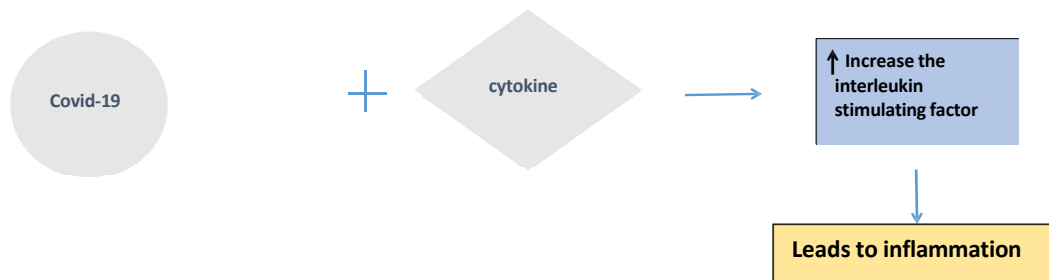 Covid-19
cytokine
↑ Increase the
interleukin
stimulating factor
Leads to inflammation